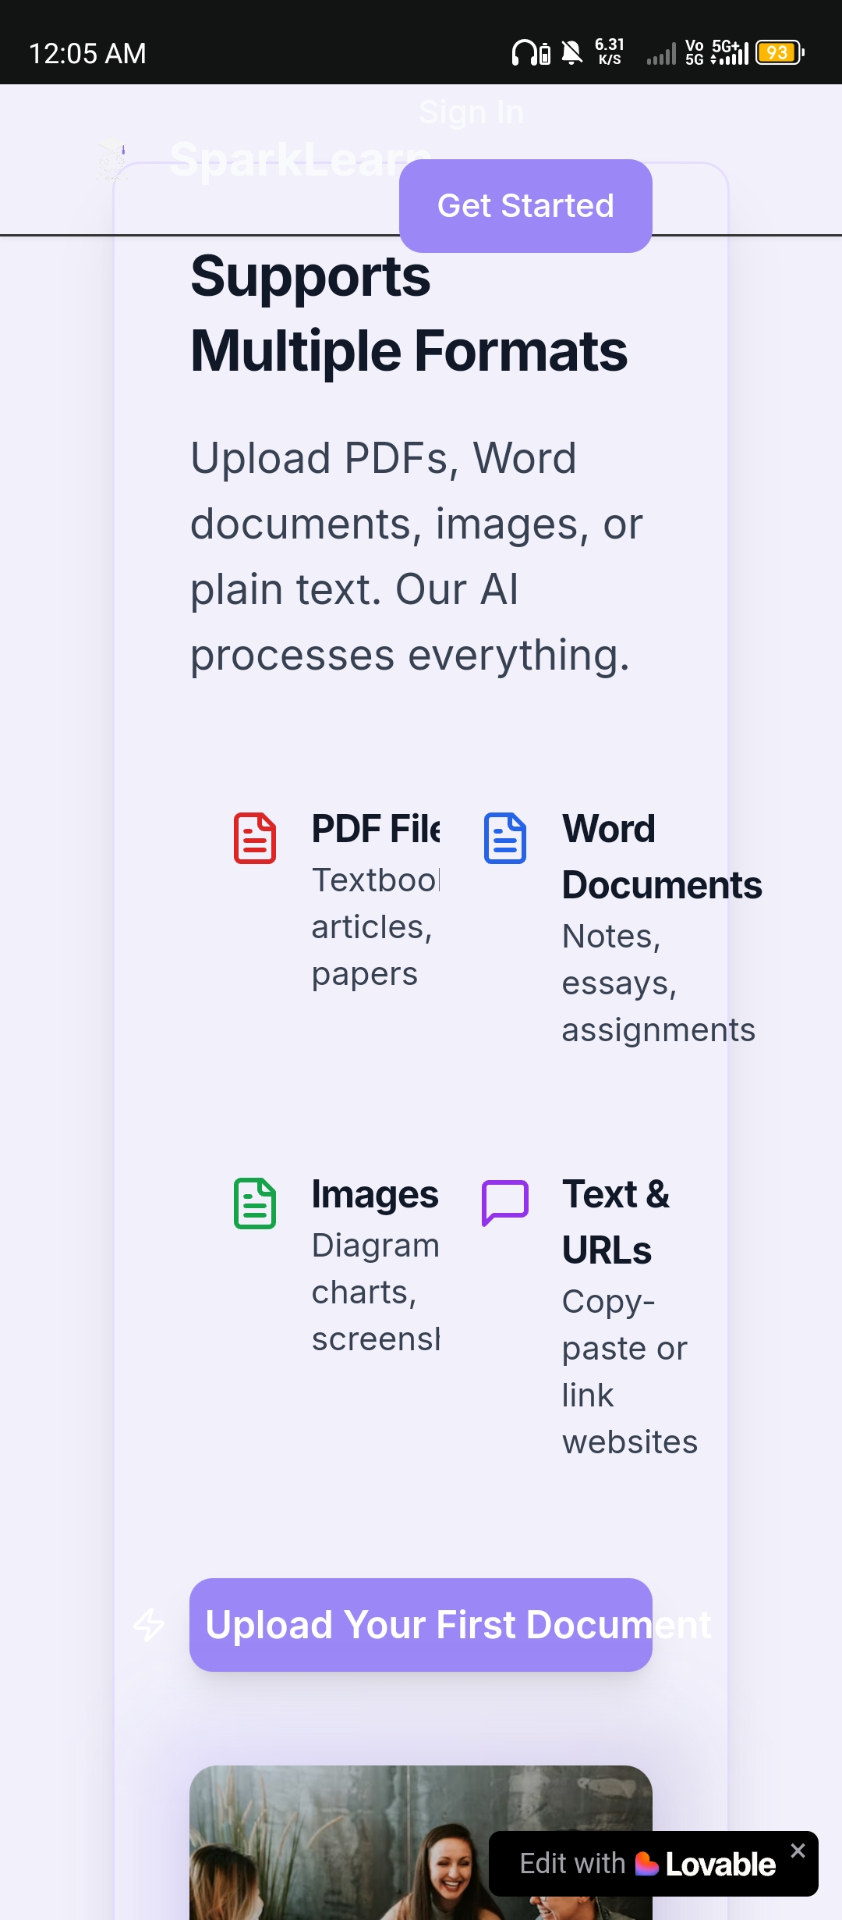 12:05 AM
6.31
K/S
Vo
5G
5G+
93
Sign In
SparkLearn
Get Started
Supports
Multiple Formats
Upload PDFs, Word
documents, images, or
plain text. Our AI
processes everything.
PDF File
Textbook
articles,
papers
Word
Documents
Notes,
essays,
assignments
Images
Diagram
charts,
screensh
Text &
URLs
Copy-
paste or
link
websites
Upload Your First Document
Edit with Lovable ×